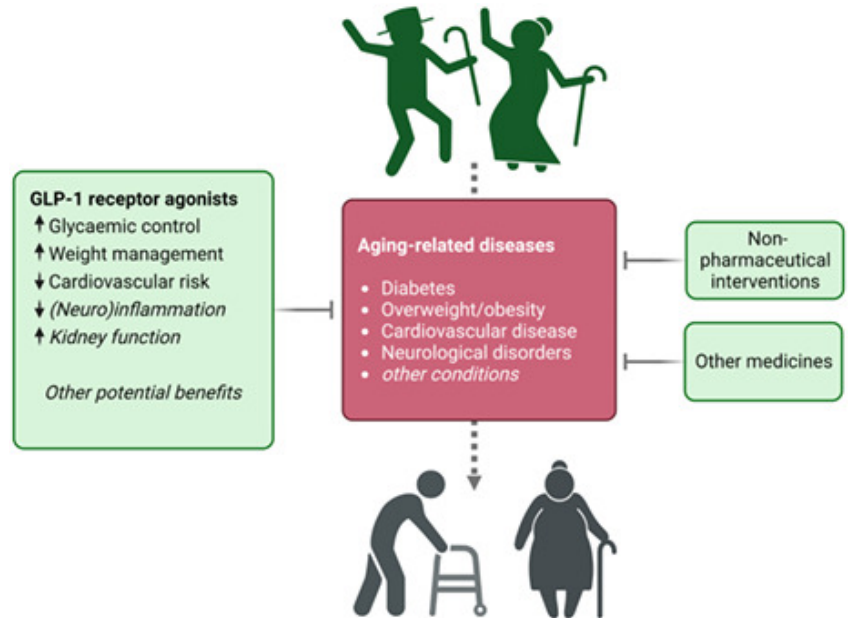 GLP-1 receptor agonists
↑ Glycaemic control
↑ Weight management
↓ Cardiovascular risk
↓ (Neuro)inflammation
↑ Kidney function
Other potential benefits
Aging-related diseases
• Diabetes
• Overweight/obesity
• Cardiovascular disease
• Neurological disorders
• other conditions
Non-
pharmaceutical
interventions
Other medicines